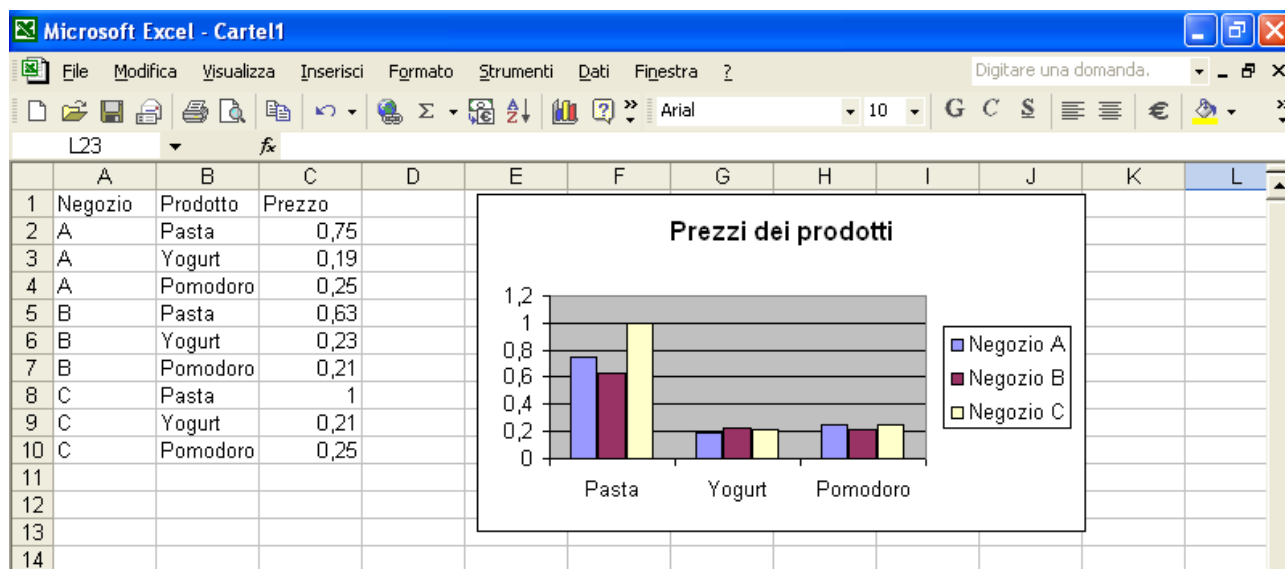 Microsoft Excel - Cartel1
File Modifica Visualizza Inserisci Formato Strumenti Dati Finestra ? Digitare una domanda.
Σ Arial 10 G C S €
L23 fx
A B C D E F G H I J K L
1 Negozio Prodotto Prezzo
2 A Pasta 0,75
3 A Yogurt 0,19
4 A Pomodoro 0,25
5 B Pasta 0,63
6 B Yogurt 0,23
7 B Pomodoro 0,21
8 C Pasta 1
9 C Yogurt 0,21
10 C Pomodoro 0,25
11
12
13
14
Prezzi dei prodotti
1,2
1
0,8
0,6
0,4
0,2
0
Pasta Yogurt Pomodoro
Negozio A
Negozio B
Negozio C